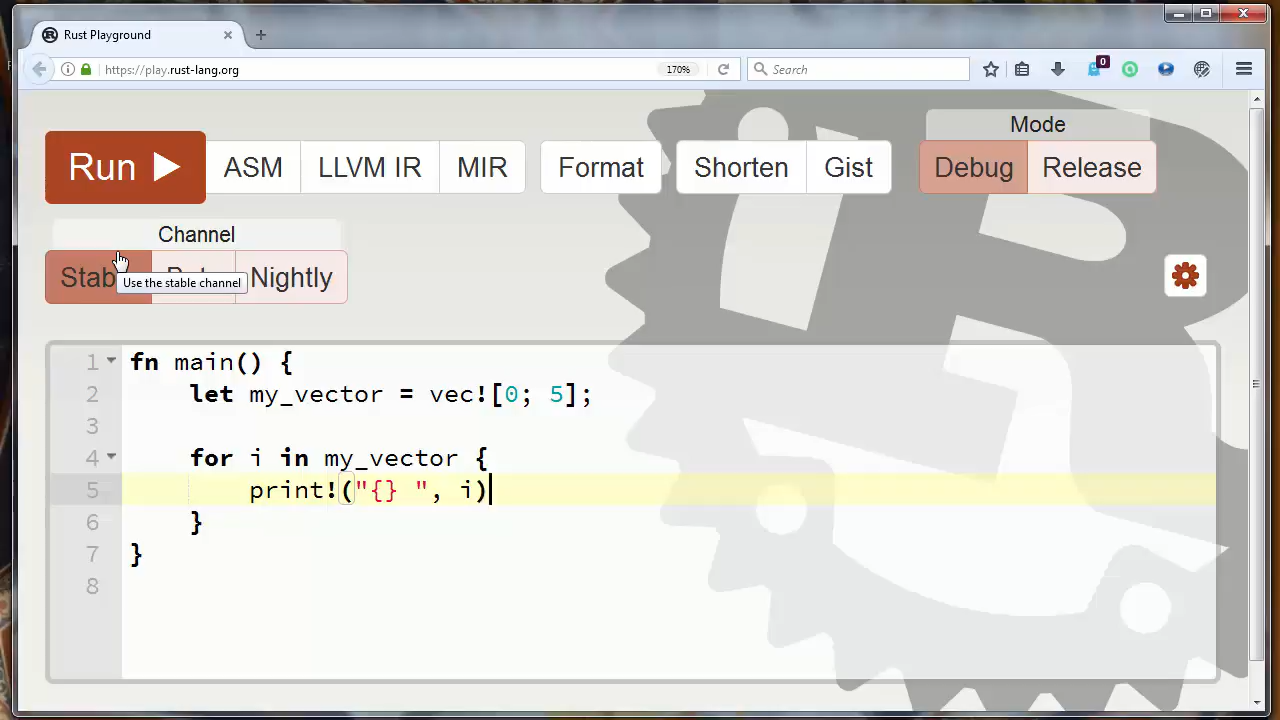 Rust Playground
https://play.rust-lang.org
170%
Search
0
Mode
Run ASM LLVM IR MIR Format Shorten Gist Debug Release
Channel
Nightly
Use the stable channel
1 fn main() {
2 let my_vector = vec![0; 5];
3
4 for i in my_vector {
5 print!("{} ", i)
6 }
7 }
8